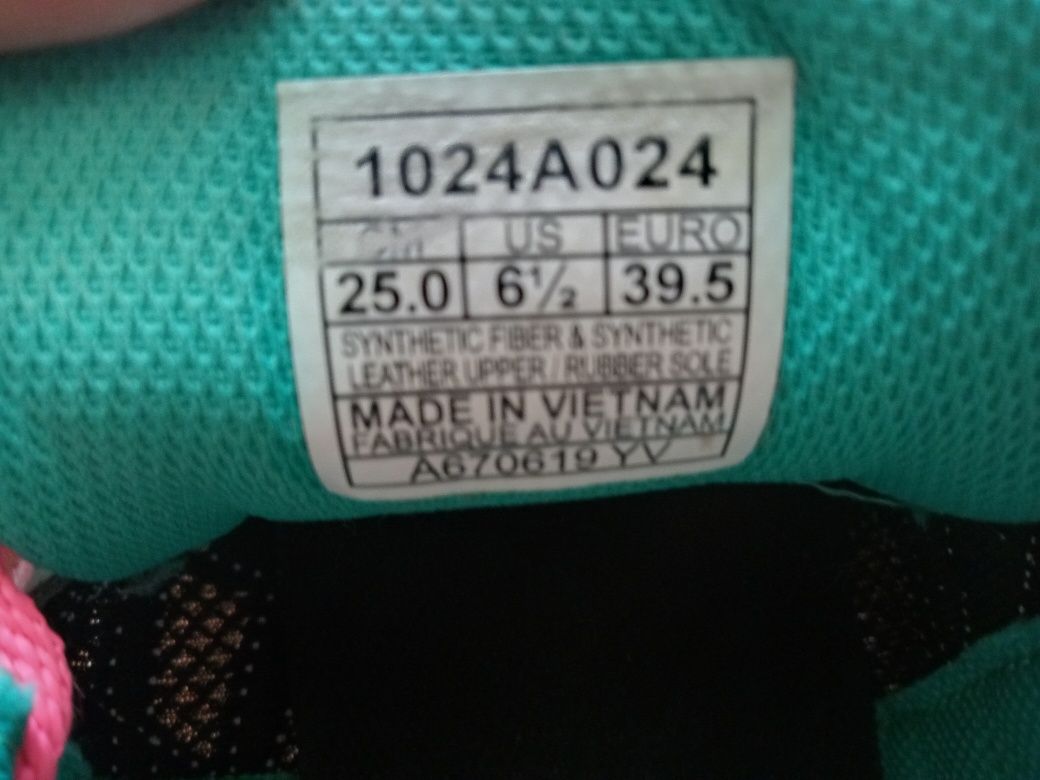 1024A024
US EURO
25.0 6½ 39.5
SYNTHETIC FIBER & SYNTHETIC
LEATHER UPPER / RUBBER SOLE
MADE IN VIETNAM
FABRIQUE AU VIETNAM
A670619 YV